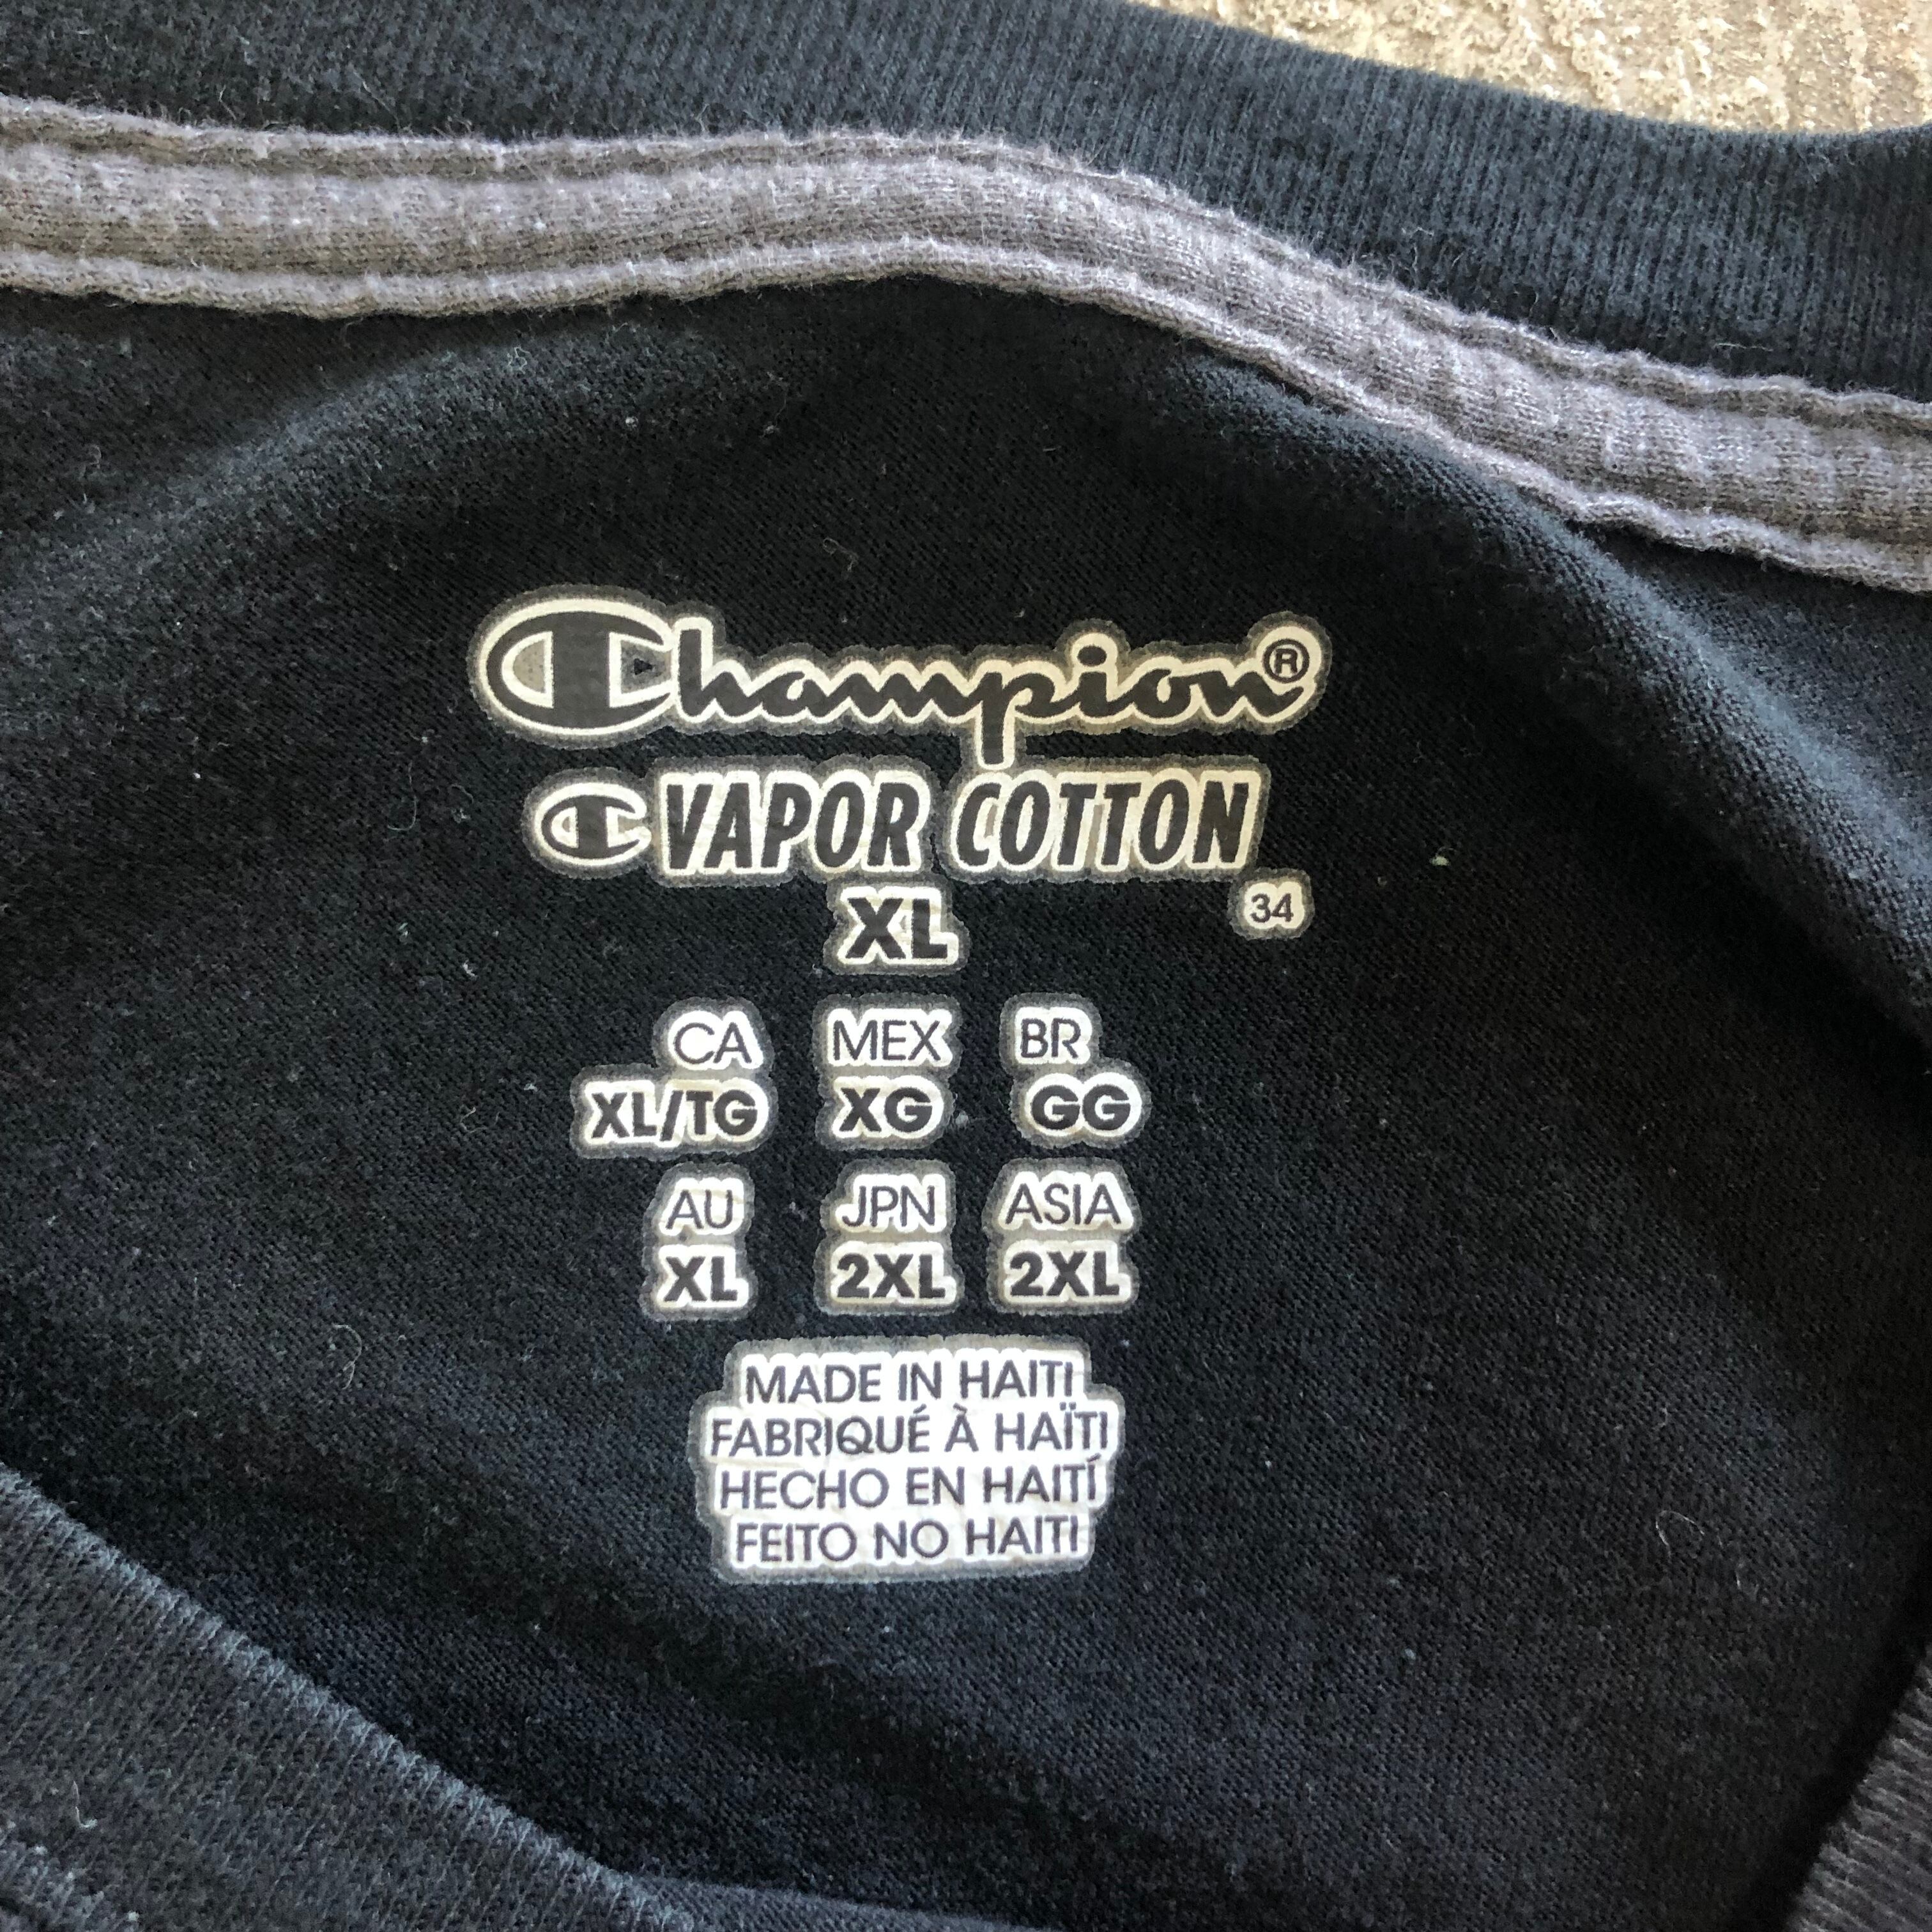 Champion®
C VAPOR COTTON
XL 34
CA MEX BR
XL/TG XG GG
AU JPN ASIA
XL 2XL 2XL
MADE IN HAITI
FABRIQUÉ À HAÏTI
HECHO EN HAITÍ
FEITO NO HAITI